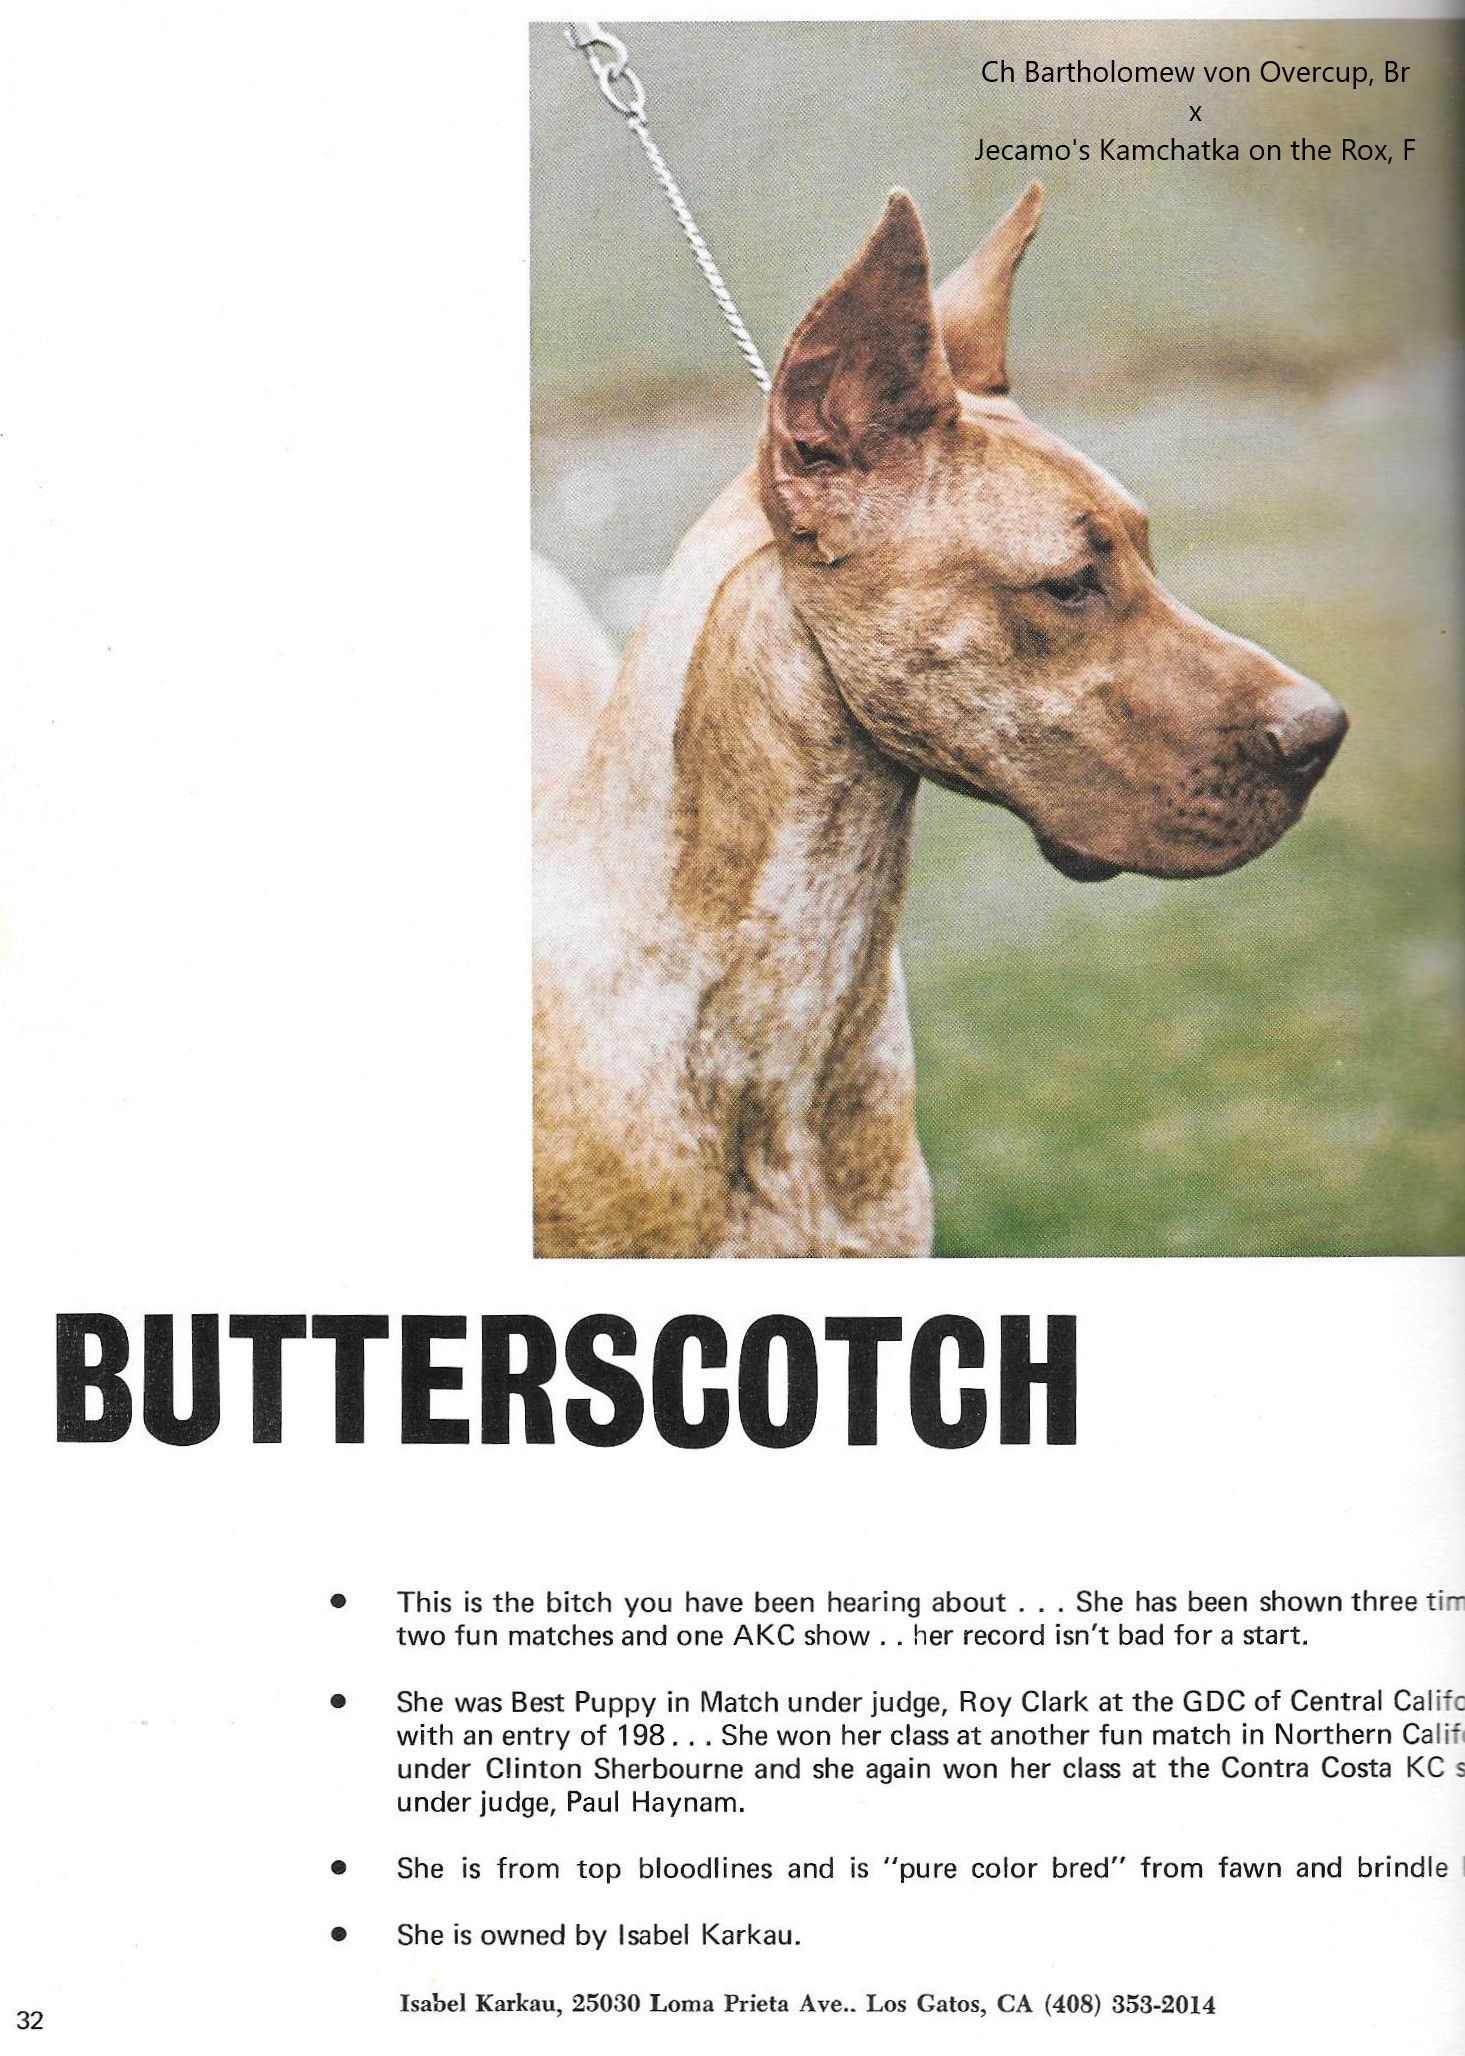 Ch Bartholomew von Overcup, Br
x
Jecamo's Kamchatka on the Rox, F
BUTTERSCOTCH
● This is the bitch you have been hearing about . . . She has been shown three tim
two fun matches and one AKC show . . her record isn't bad for a start.
● She was Best Puppy in Match under judge, Roy Clark at the GDC of Central Califo
with an entry of 198 . . . She won her class at another fun match in Northern Calif
under Clinton Sherbourne and she again won her class at the Contra Costa KC s
under judge, Paul Haynam.
● She is from top bloodlines and is "pure color bred" from fawn and brindle
● She is owned by Isabel Karkau.
Isabel Karkau, 25030 Loma Prieta Ave.. Los Gatos, CA (408) 353-2014
32